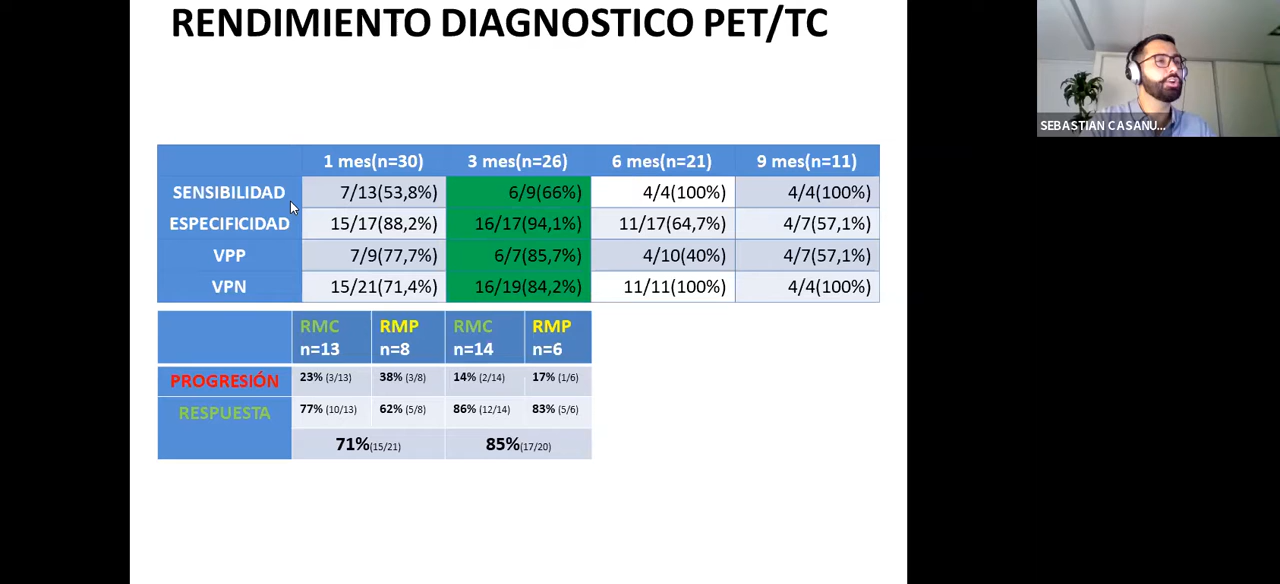 RENDIMIENTO DIAGNOSTICO PET/TC
SEBASTIAN CASANU...
1 mes(n=30) 3 mes(n=26) 6 mes(n=21) 9 mes(n=11)
SENSIBILIDAD 7/13(53,8%) 6/9(66%) 4/4(100%) 4/4(100%)
ESPECIFICIDAD 15/17(88,2%) 16/17(94,1%) 11/17(64,7%) 4/7(57,1%)
VPP 7/9(77,7%) 6/7(85,7%) 4/10(40%) 4/7(57,1%)
VPN 15/21(71,4%) 16/19(84,2%) 11/11(100%) 4/4(100%)
RMC RMP RMC RMP
n=13 n=8 n=14 n=6
PROGRESIÓN 23% (3/13) 38% (3/8) 14% (2/14) 17% (1/6)
RESPUESTA 77% (10/13) 62% (5/8) 86% (12/14) 83% (5/6)
71%(15/21) 85%(17/20)